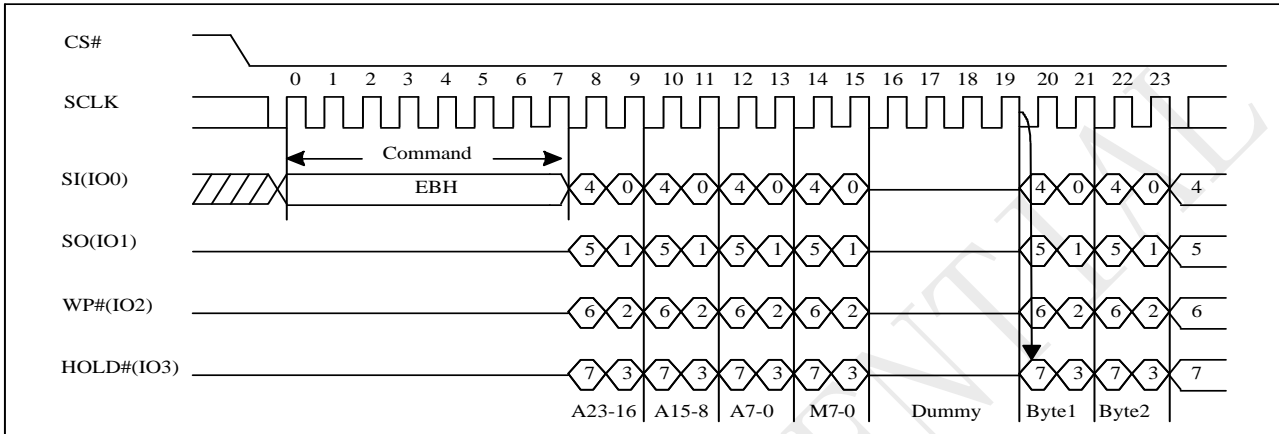 CS#
0 1 2 3 4 5 6 7 8 9 10 11 12 13 14 15 16 17 18 19 20 21 22 23
SCLK
Command
SI(IO0) EBH 4 0 4 0 4 0 4 0 4 0 4 0 4
SO(IO1) 5 1 5 1 5 1 5 1 5 1 5 1 5
WP#(IO2) 6 2 6 2 6 2 6 2 6 2 6 2 6
HOLD#(IO3) 7 3 7 3 7 3 7 3 7 3 7 3 7
A23-16 A15-8 A7-0 M7-0 Dummy Byte1 Byte2
ENTIAL